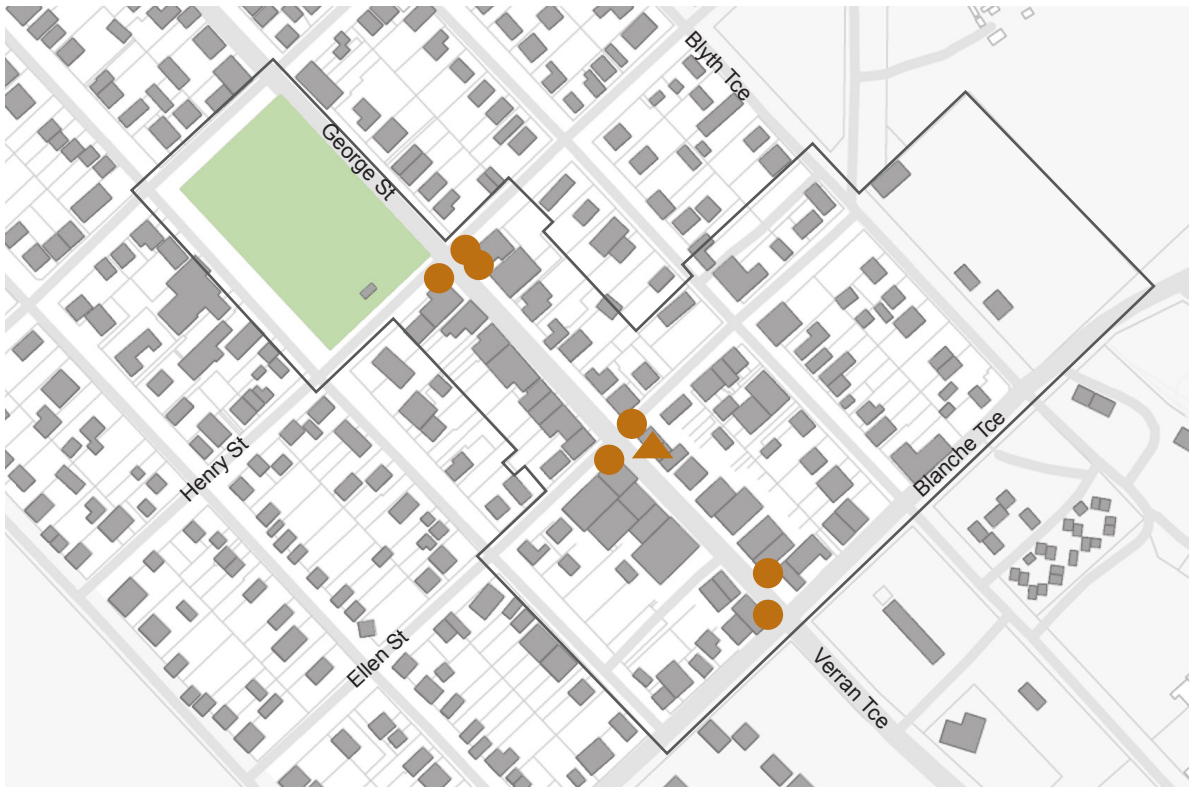 Blyth Tce
George St
Blanche Tce
Henry St
Ellen St
Verran Tce